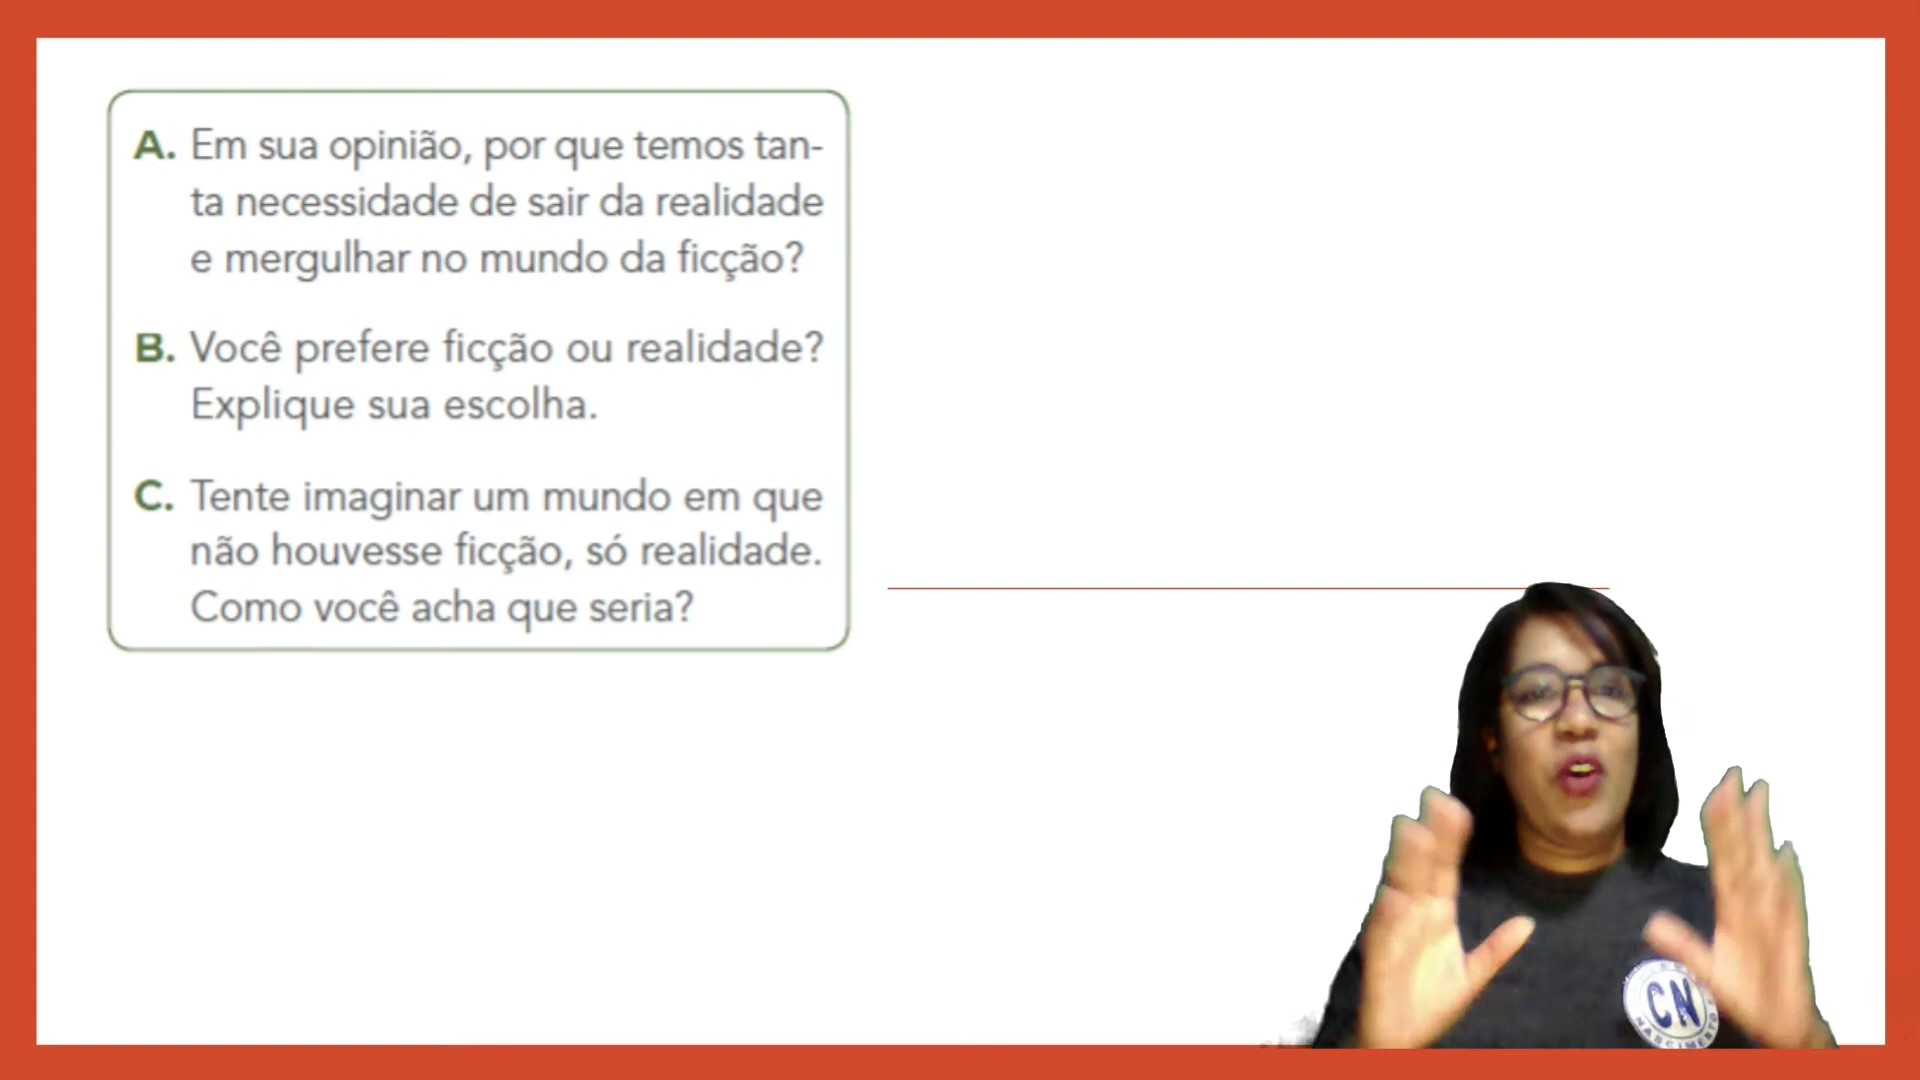 A. Em sua opinião, por que temos tan-
ta necessidade de sair da realidade
e mergulhar no mundo da ficção?
B. Você prefere ficção ou realidade?
Explique sua escolha.
C. Tente imaginar um mundo em que
não houvesse ficção, só realidade.
Como você acha que seria?
CN
NASCIMENTO